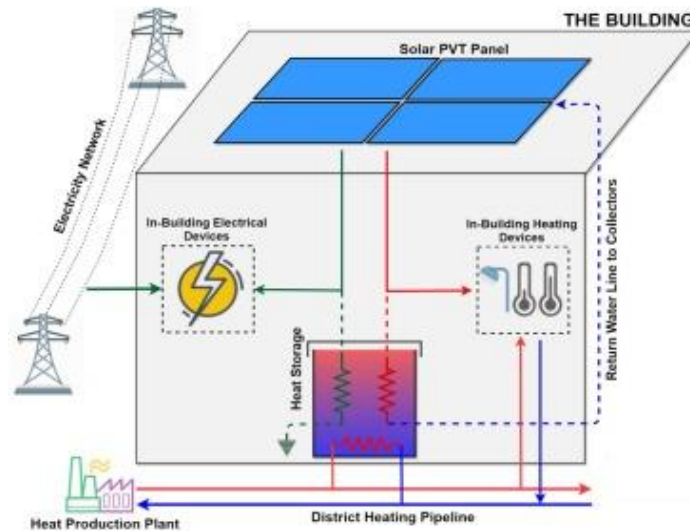 THE BUILDING
Solar PVT Panel
Electricity Network
In-Building Electrical
Devices
In-Building Heating
Devices
Return Water Line to Collectors
Heat Storage
Heat Production Plant
District Heating Pipeline